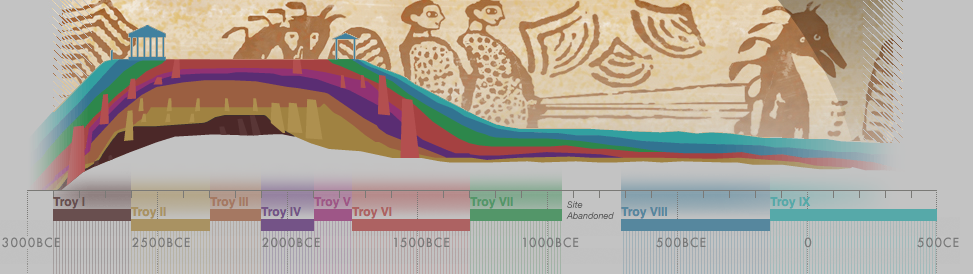 Troy I
Troy II
Troy III
Troy IV
Troy V
Troy VI
Troy VII
Site
Abandoned
Troy VIII
Troy IX
3000BCE 2500BCE 2000BCE 1500BCE 1000BCE 500BCE 0 500CE